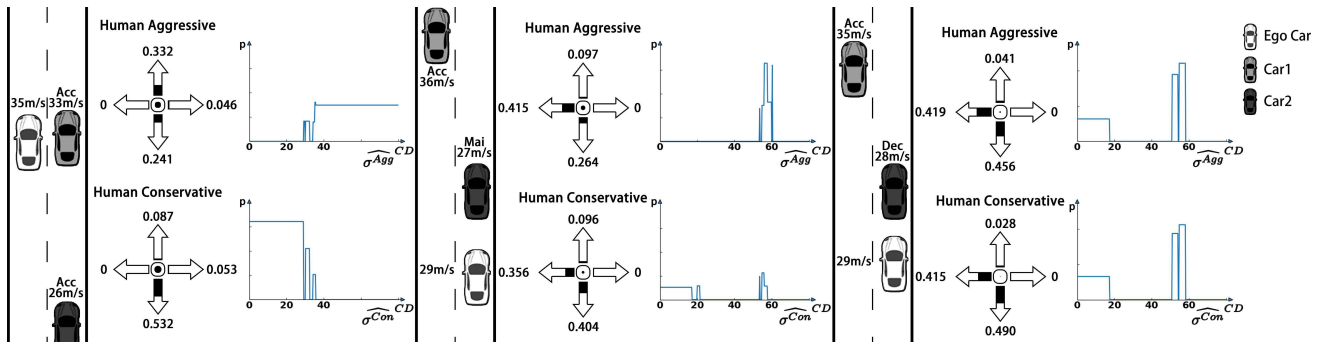 35m/s
Acc
33m/s
Acc
26m/s
Human Aggressive
0.332
0
0.046
0.241
p
0 20 40
σ^Agg CD
Human Conservative
0.087
0
0.053
0.532
p
0 20 40
σ^Con CD
Acc
36m/s
Mai
27m/s
29m/s
Human Aggressive
0.097
0.415
0
0.264
p
0 20 40 60
σ^Agg CD
Human Conservative
0.096
0.356
0
0.404
p
0 20 40 60
σ^Con CD
Acc
35m/s
Dec
28m/s
29m/s
Human Aggressive
0.041
0.419
0
0.456
p
0 20 40 60
σ^Agg CD
Human Conservative
0.028
0.415
0
0.490
p
0 20 40 60
σ^Con CD
Ego Car
Car1
Car2